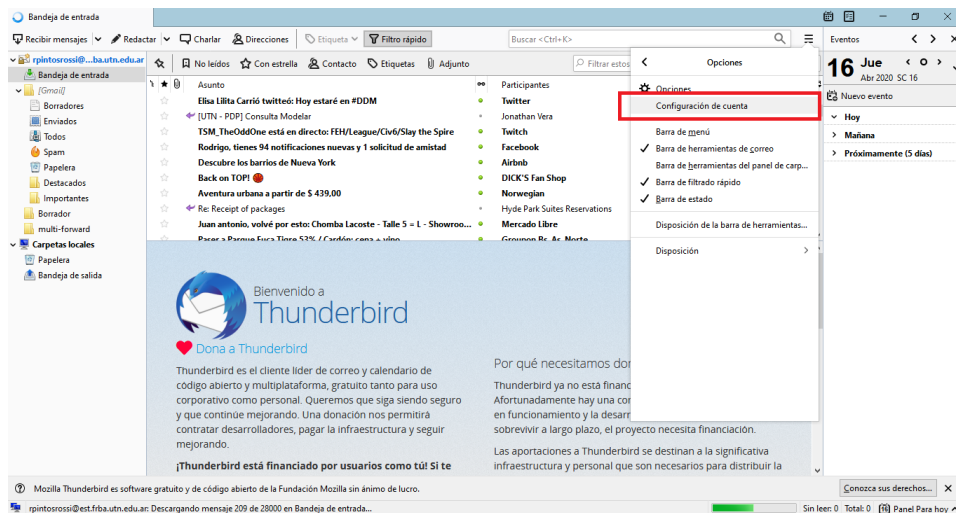 Bandeja de entrada
Recibir mensajes Redactar Charlar Direcciones Etiqueta Filtro rápido Buscar <Ctrl+K>
rpintosrossi@...ba.utn.edu.ar
Bandeja de entrada
[Gmail]
Borradores
Enviados
Todos
Spam
Papelera
Destacados
Importantes
Borrador
multi-forward
Carpetas locales
Papelera
Bandeja de salida
No leídos Con estrella Contacto Etiquetas Adjunto Filtrar estos
Asunto Participantes
Elisa Lilita Carrió twitteó: Hoy estaré en #DDM Twitter
[UTN - PDP] Consulta Modelar Jonathan Vera
TSM_TheOddOne está en directo: FEH/League/Civ6/Slay the Spire Twitch
Rodrigo, tienes 94 notificaciones nuevas y 1 solicitud de amistad Facebook
Descubre los barrios de Nueva York Airbnb
Back on TOP! DICK'S Fan Shop
Aventura urbana a partir de $ 439,00 Norwegian
Re: Receipt of packages Hyde Park Suites Reservations
Juan antonio, volvé por esto: Chomba Lacoste - Talle 5 = L - Showroo... Mercado Libre
Pasar a Parque Euca Tigre 53% / Cardón: cena + vino Groupon Bs. As. Norte
Bienvenido a
Thunderbird
Dona a Thunderbird
Thunderbird es el cliente líder de correo y calendario de
código abierto y multiplataforma, gratuito tanto para uso
corporativo como personal. Queremos que siga siendo seguro
y que continúe mejorando. Una donación nos permitirá
contratar desarrolladores, pagar la infraestructura y seguir
mejorando.
¡Thunderbird está financiado por usuarios como tú! Si te
Por qué necesitamos don
Thunderbird ya no está financ
Afortunadamente hay una co
en funcionamiento y la desarr
sobrevivir a largo plazo, el proyecto necesita financiación.
Las aportaciones a Thunderbird se destinan a la significativa
infraestructura y personal que son necesarios para distribuir la
Opciones
Opciones
Configuración de cuenta
Barra de menú
Barra de herramientas de correo
Barra de herramientas del panel de carp...
Barra de filtrado rápido
Barra de estado
Disposición de la barra de herramientas...
Disposición
Eventos
16 Jue
Abr 2020 SC 16
Nuevo evento
Hoy
Mañana
Próximamente (5 días)
Mozilla Thunderbird es software gratuito y de código abierto de la Fundación Mozilla sin ánimo de lucro. Conozca sus derechos...
rpintosrossi@est.frba.utn.edu.ar: Descargando mensaje 209 de 28000 en Bandeja de entrada... Sin leer: 0 Total: 0 Panel Para hoy